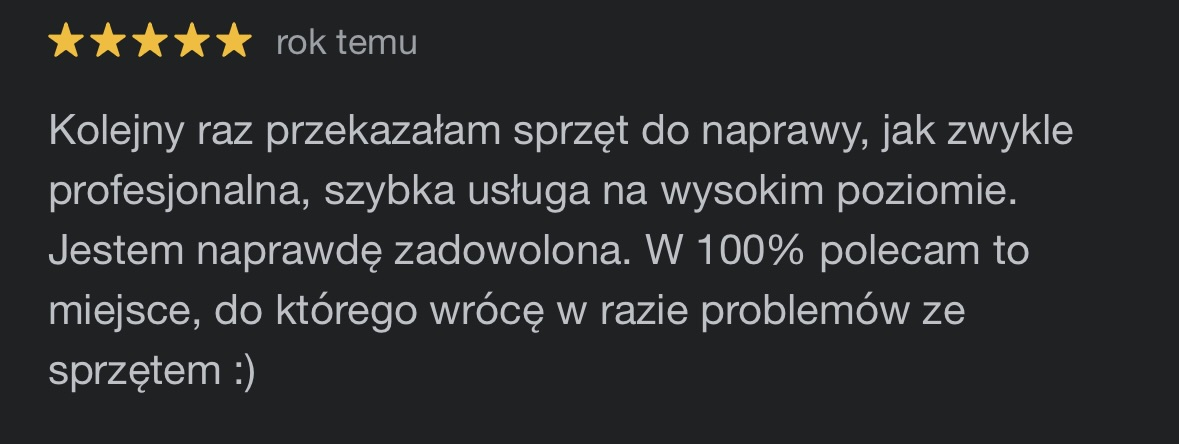 rok temu
Kolejny raz przekazałam sprzęt do naprawy, jak zwykle
profesjonalna, szybka usługa na wysokim poziomie.
Jestem naprawdę zadowolona. W 100% polecam to
miejsce, do którego wrócę w razie problemów ze
sprzętem :)